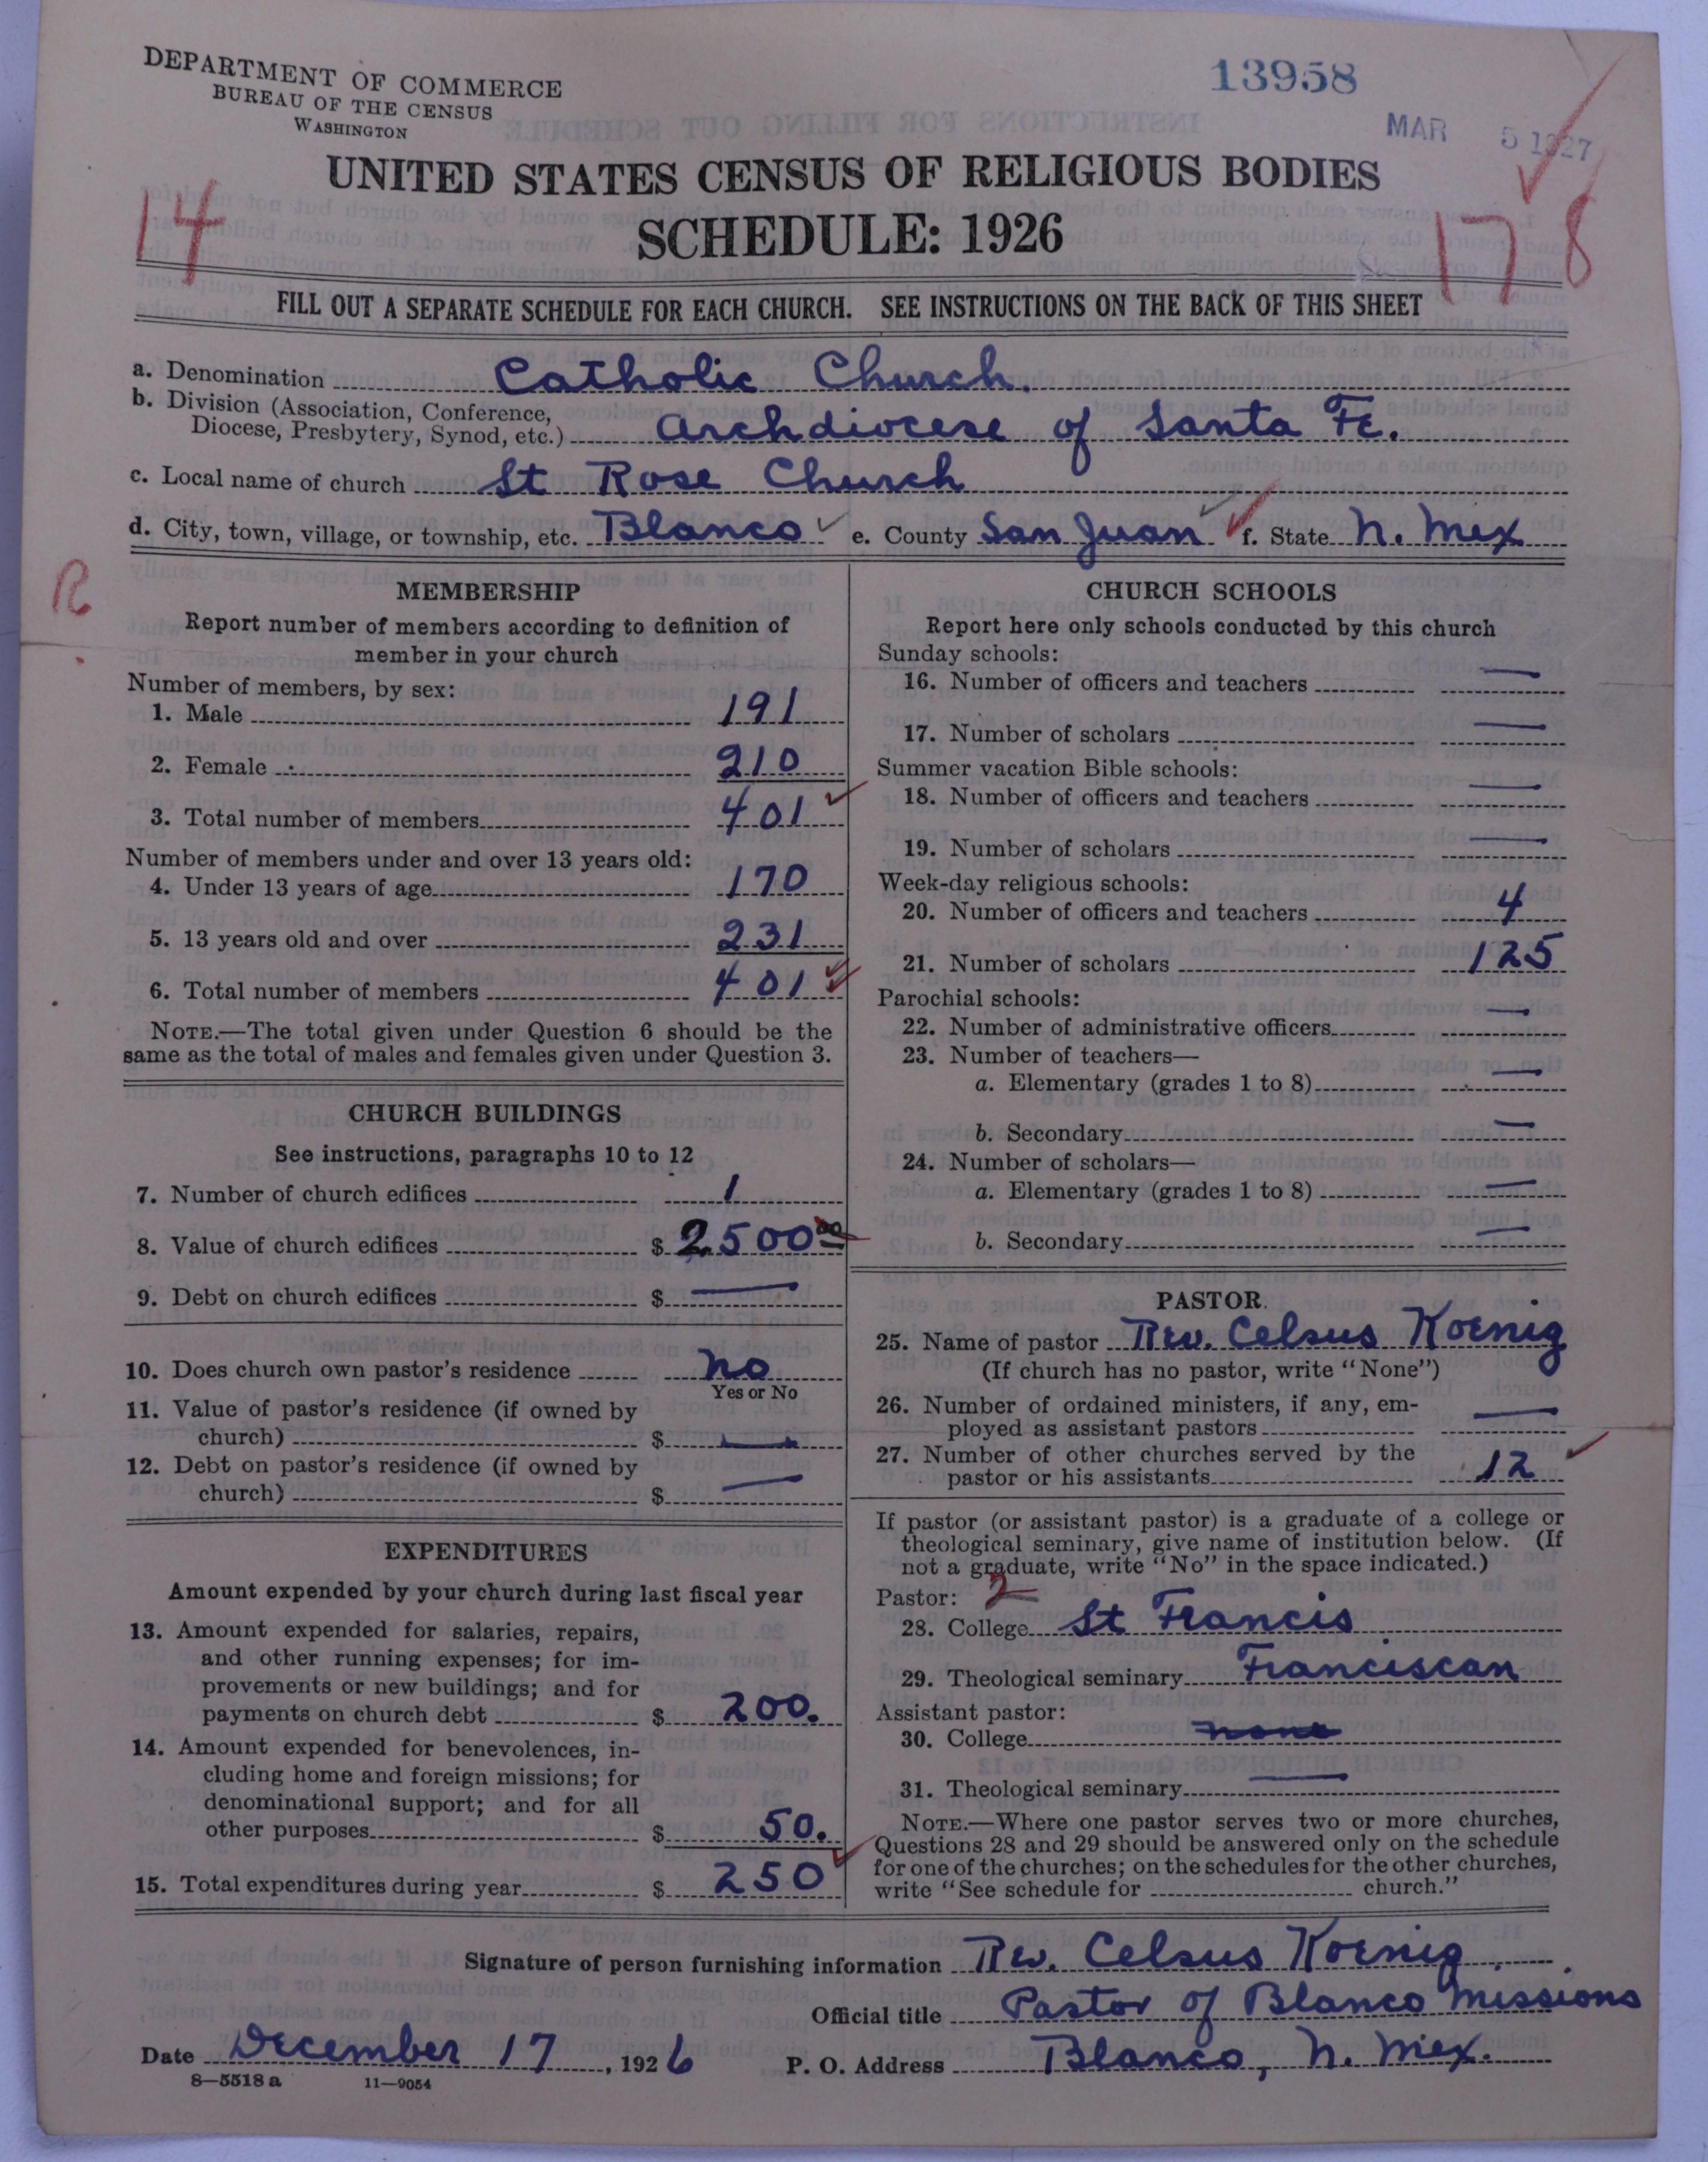 DEPARTMENT OF COMMERCE
BUREAU OF THE CENSUS
WASHINGTON
13958
MAR 5 1927
UNITED STATES CENSUS OF RELIGIOUS BODIES
SCHEDULE: 1926
14
178
FILL OUT A SEPARATE SCHEDULE FOR EACH CHURCH. SEE INSTRUCTIONS ON THE BACK OF THIS SHEET
a. Denomination Catholic Church.
b. Division (Association, Conference,
Diocese, Presbytery, Synod, etc.) Archdiocese of Santa Fe.
c. Local name of church St Rose Church
d. City, town, village, or township, etc. Blanco e. County San Juan f. State N. Mex
R
MEMBERSHIP
Report number of members according to definition of
member in your church
Number of members, by sex:
1. Male 191
2. Female 210
3. Total number of members 401
Number of members under and over 13 years old:
4. Under 13 years of age 170
5. 13 years old and over 231
6. Total number of members 401
NOTE.—The total given under Question 6 should be the
same as the total of males and females given under Question 3.
CHURCH BUILDINGS
See instructions, paragraphs 10 to 12
7. Number of church edifices 1
8. Value of church edifices $ 2500 00
9. Debt on church edifices $ —
10. Does church own pastor's residence no
Yes or No
11. Value of pastor's residence (if owned by
church) $ —
12. Debt on pastor's residence (if owned by
church) $ —
EXPENDITURES
Amount expended by your church during last fiscal year
13. Amount expended for salaries, repairs,
and other running expenses; for im-
provements or new buildings; and for
payments on church debt $ 200.
14. Amount expended for benevolences, in-
cluding home and foreign missions; for
denominational support; and for all
other purposes $ 50.
15. Total expenditures during year $ 250
CHURCH SCHOOLS
Report here only schools conducted by this church
Sunday schools:
16. Number of officers and teachers —
17. Number of scholars —
Summer vacation Bible schools:
18. Number of officers and teachers —
19. Number of scholars —
Week-day religious schools:
20. Number of officers and teachers 4
21. Number of scholars 125
Parochial schools:
22. Number of administrative officers —
23. Number of teachers—
a. Elementary (grades 1 to 8) —
b. Secondary —
24. Number of scholars—
a. Elementary (grades 1 to 8) —
b. Secondary —
PASTOR
25. Name of pastor Rev. Celsus Koenig
(If church has no pastor, write "None")
26. Number of ordained ministers, if any, em-
ployed as assistant pastors —
27. Number of other churches served by the
pastor or his assistants 12
If pastor (or assistant pastor) is a graduate of a college or
theological seminary, give name of institution below. (If
not a graduate, write "No" in the space indicated.)
Pastor: 2
28. College St Francis
29. Theological seminary Franciscan
Assistant pastor:
30. College none
31. Theological seminary —
NOTE.—Where one pastor serves two or more churches,
Questions 28 and 29 should be answered only on the schedule
for one of the churches; on the schedules for the other churches,
write "See schedule for church."
Signature of person furnishing information Rev. Celsus Koenig
Official title Pastor of Blanco Missions
Date December 17, 1926 P. O. Address Blanco, N. Mex.
8—5518 a 11—9054